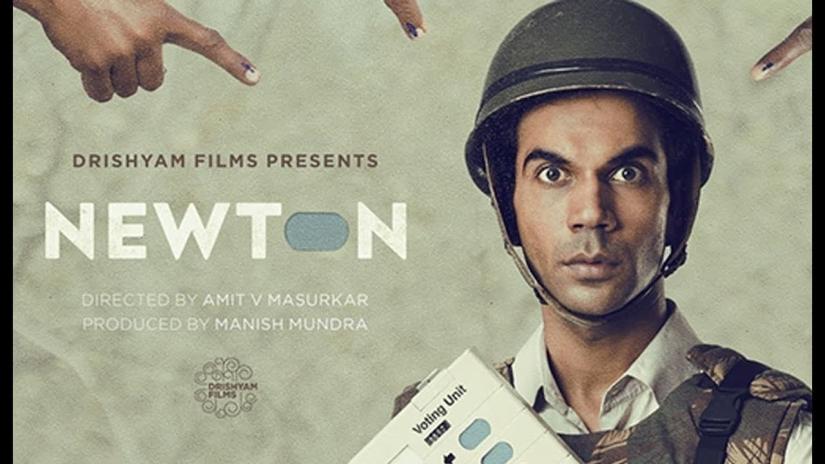 DRISHYAM FILMS PRESENTS
NEWTON
DIRECTED BY AMIT V MASURKAR
PRODUCED BY MANISH MUNDRA
DRISHYAM
FILMS
Voting Unit